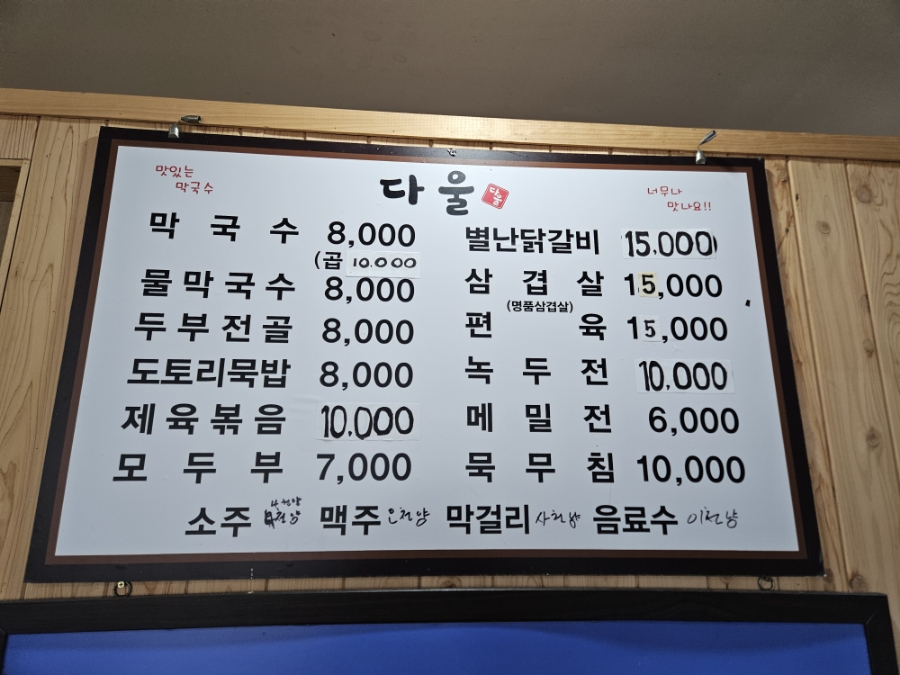 맛있는
막국수
다울
다울
너무나
맛나요!!
막국수 8,000
(곱 10,000
물막국수 8,000
두부전골 8,000
도토리묵밥 8,000
제육볶음 10,000
모두부 7,000
별난닭갈비 15,000
삼겹살 15,000
(명품삼겹살)
편육 15,000
녹두전 10,000
메밀전 6,000
묵무침 10,000
소주 맥주 오천냥 막걸리 사천냥 음료수 이천냥